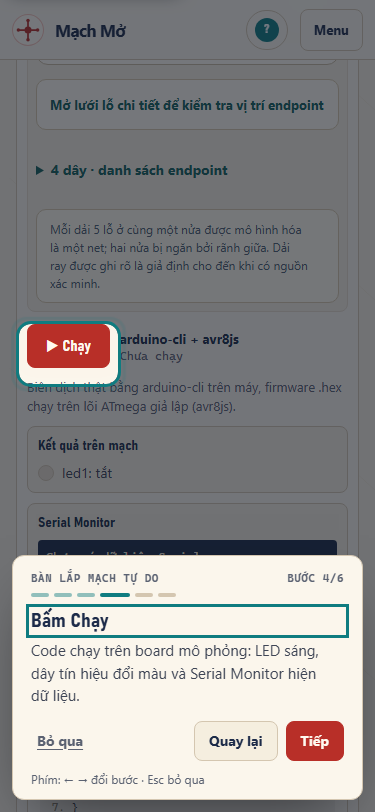 Mạch Mở
?
Menu
Mở lưới lỗ chi tiết để kiểm tra vị trí endpoint
▶ 4 dây · danh sách endpoint
Mỗi dải 5 lỗ ở cùng một nửa được mô hình hóa
là một net; hai nửa bị ngăn bởi rãnh giữa. Dải
ray được ghi rõ là giả định cho đến khi có nguồn
xác minh.
▶ Chạy
arduino-cli + avr8js
Chưa chạy
Biên dịch thật bằng arduino-cli trên máy, firmware .hex
chạy trên lõi ATmega giả lập (avr8js).
Kết quả trên mạch
led1: tắt
Serial Monitor
BÀN LẮP MẠCH TỰ DO
BƯỚC 4/6
Bấm Chạy
Code chạy trên board mô phỏng: LED sáng,
dây tín hiệu đổi màu và Serial Monitor hiện
dữ liệu.
Bỏ qua
Quay lại
Tiếp
Phím: ← → đổi bước · Esc bỏ qua
7. }